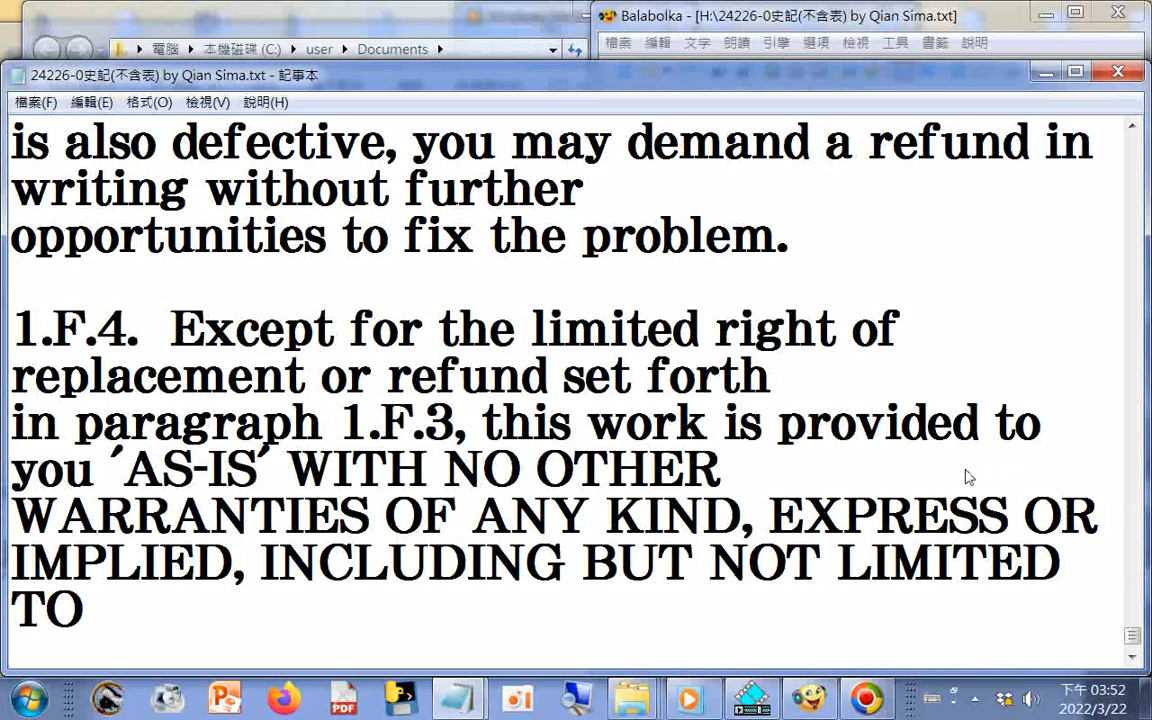 Balabolka - [H:\24226-0史記(不含表) by Qian Sima.txt]
電腦 本機磁碟 (C:) user Documents
檔案 編輯 文字 朗讀 引擎 選項 檢視 工具 書籤 說明
24226-0史記(不含表) by Qian Sima.txt - 記事本
檔案(F) 編輯(E) 格式(O) 檢視(V) 說明(H)
is also defective, you may demand a refund in
writing without further
opportunities to fix the problem.
1.F.4.  Except for the limited right of
replacement or refund set forth
in paragraph 1.F.3, this work is provided to
you 'AS-IS' WITH NO OTHER
WARRANTIES OF ANY KIND, EXPRESS OR
IMPLIED, INCLUDING BUT NOT LIMITED
TO
PDF
下午 03:52
2022/3/22